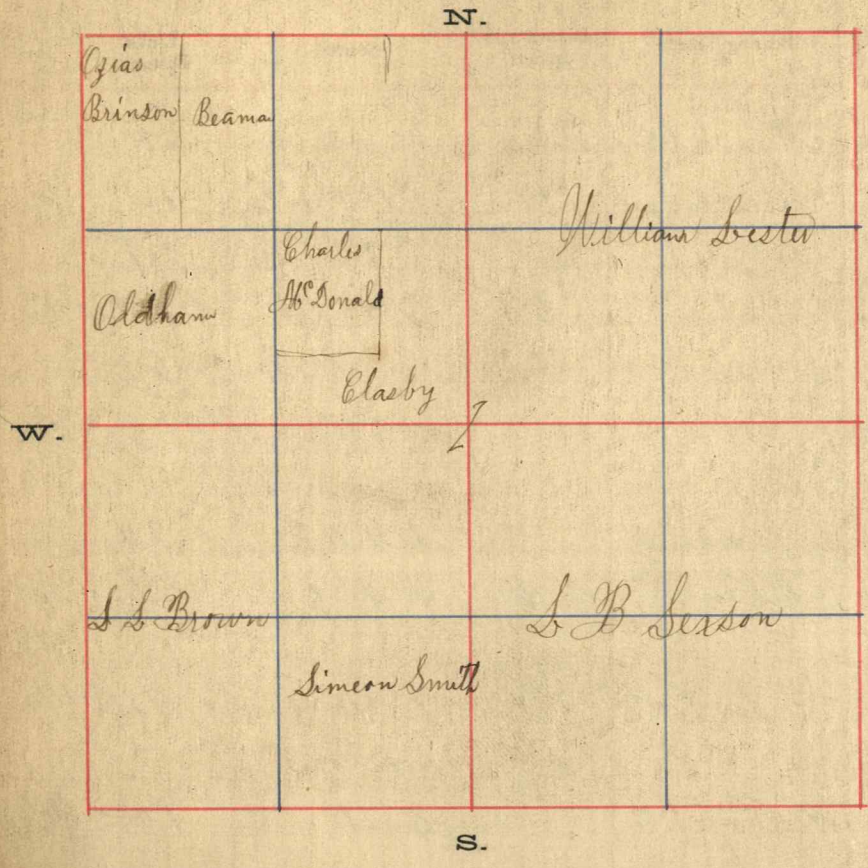 N.
Ozias
Brinson
Beama
William Lester
Charles
McDonald
Oldham
Clasby
W.
S L Brown
L B Sexson
Simeon Smith
S.